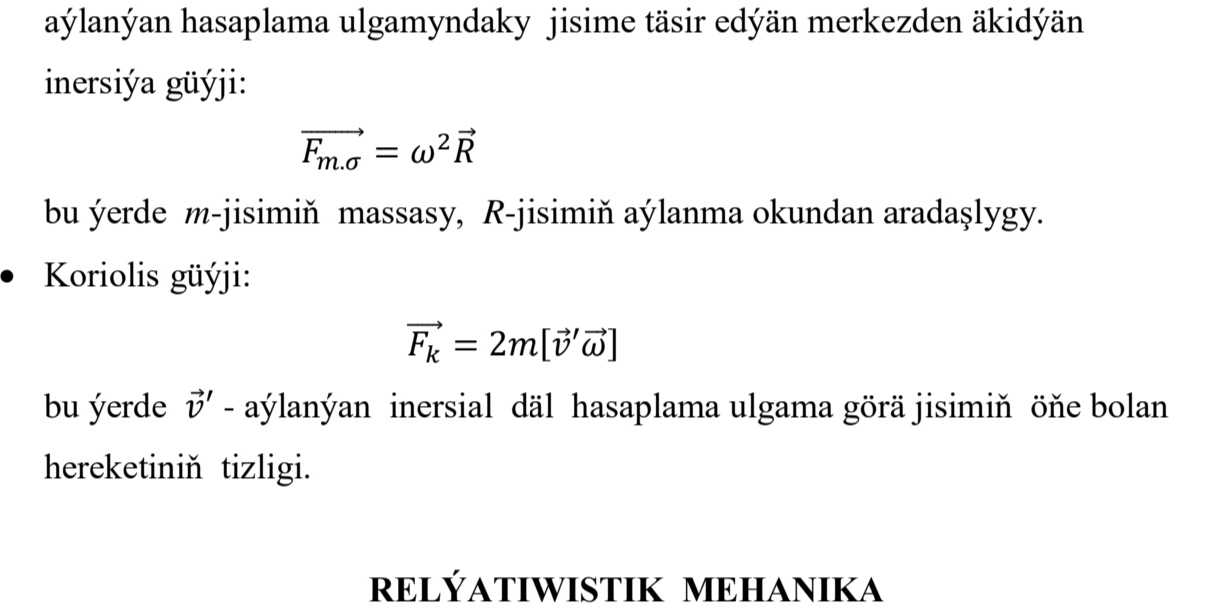 aýlanýan hasaplama ulgamyndaky jisime täsir edýän merkezden äkidýän
inersiýa güýji:
$\overrightarrow{F_{m.\sigma}} = \omega^2 \vec{R}$
bu ýerde m-jisimiň massasy, R-jisimiň aýlanma okundan aradaşlygy.
• Koriolis güýji:
$\overrightarrow{F_k} = 2m[\vec{v}'\vec{\omega}]$
bu ýerde $\vec{v}'$ - aýlanýan inersial däl hasaplama ulgama görä jisimiň öňe bolan
hereketiniň tizligi.
RELÝATIWISTIK MEHANIKA